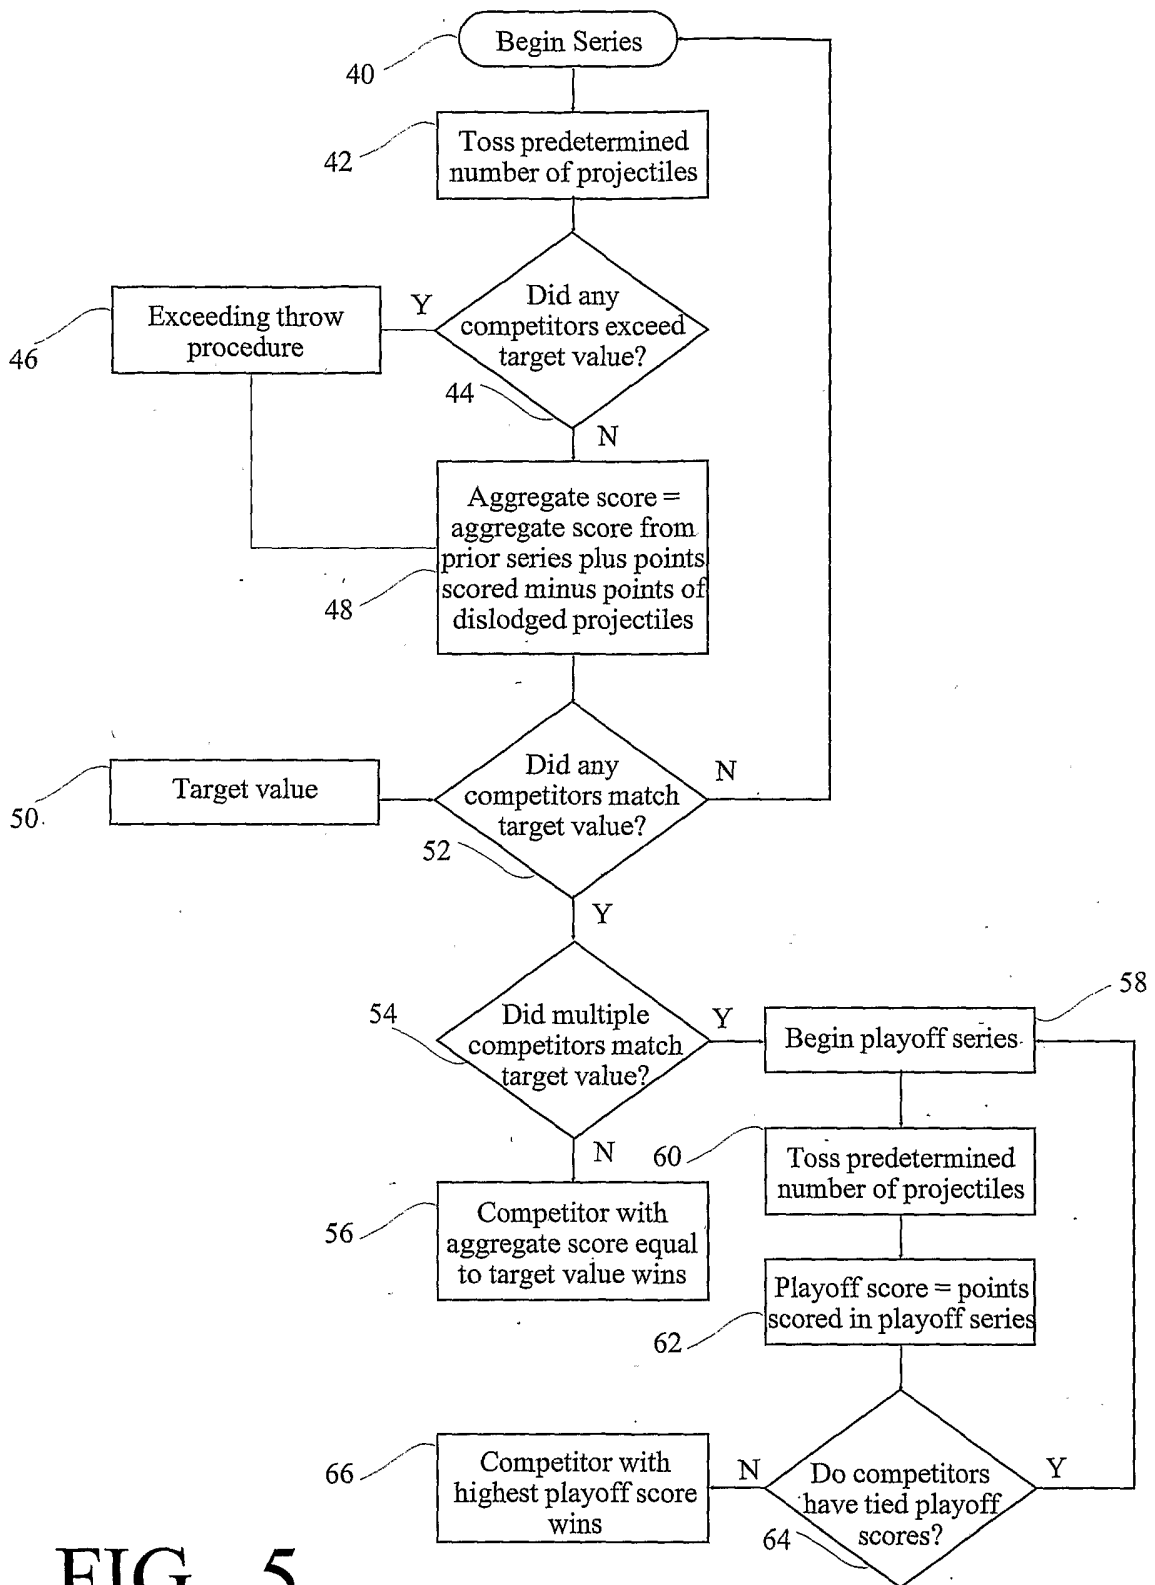 Begin Series
40
Toss predetermined
number of projectiles
42
Did any
competitors exceed
target value?
44
Y
Exceeding throw
procedure
46
N
Aggregate score =
aggregate score from
prior series plus points
scored minus points of
dislodged projectiles
48
Target value
50
Did any
competitors match
target value?
52
N
Y
Did multiple
competitors match
target value?
54
Y
Begin playoff series
58
N
Competitor with
aggregate score equal
to target value wins
56
Toss predetermined
number of projectiles
60
Playoff score = points
scored in playoff series
62
Do competitors
have tied playoff
scores?
64
Y
N
Competitor with
highest playoff score
wins
66
FIG. 5